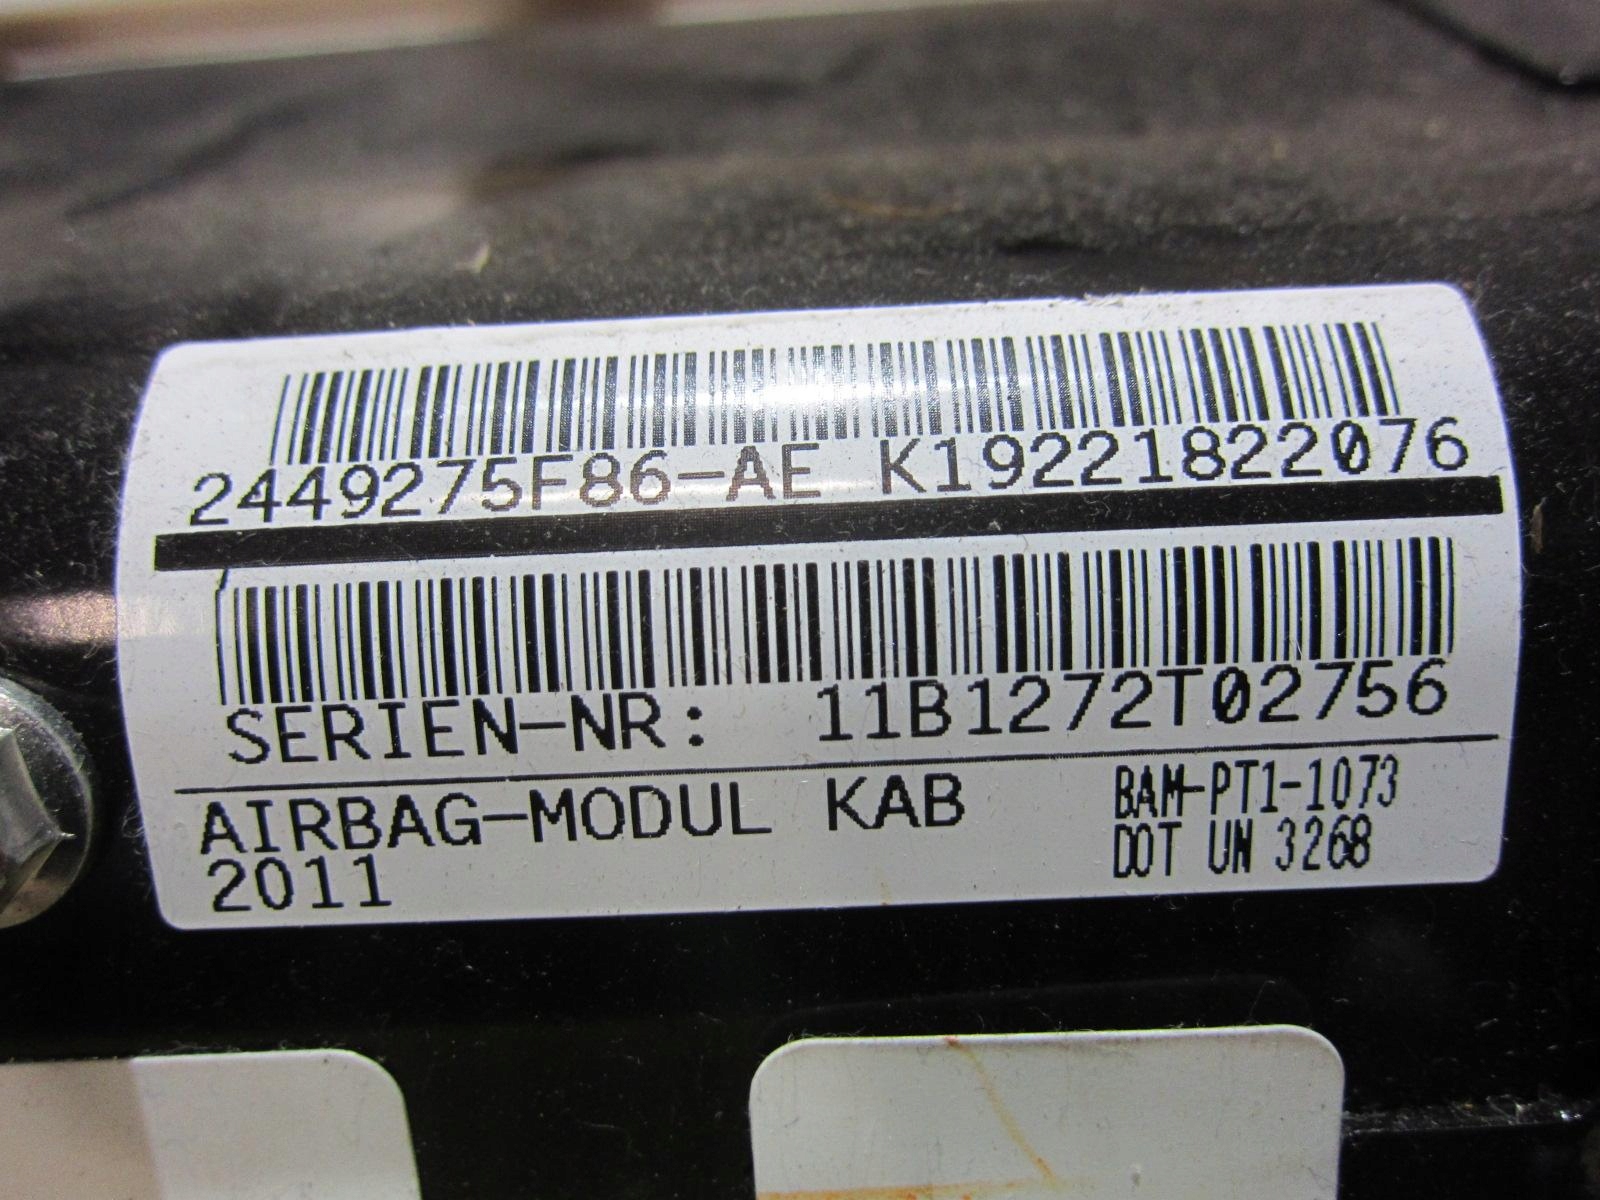 2449275F86-AE K19221822076
SERIEN-NR: 11B1272T02756
AIRBAG-MODUL KAB
2011
BAM-PT1-1073
DOT UN 3268